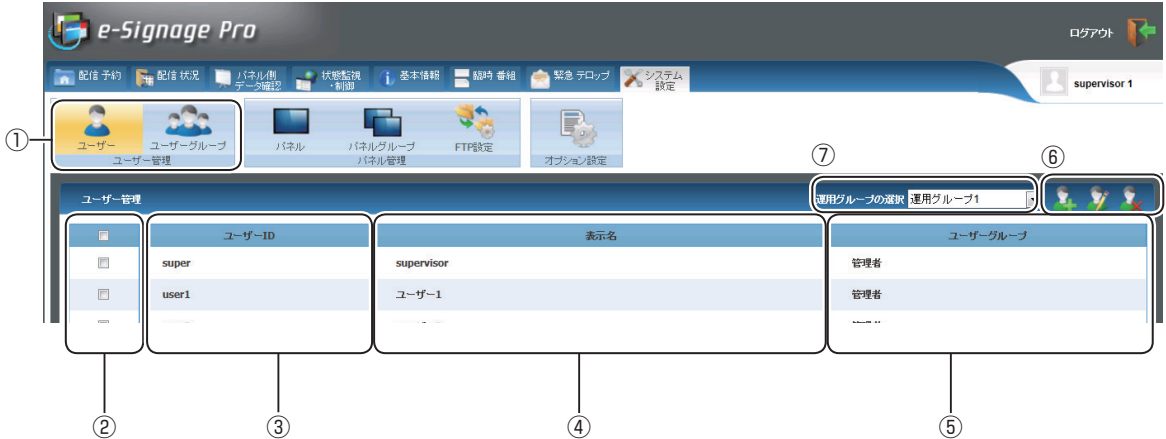 e-Signage Pro
ログアウト
配信 予約
配信 状況
パネル側
データ確認
状態監視
・制御
基本情報
臨時 番組
緊急 テロップ
システム
設定
supervisor 1
①
ユーザー
ユーザーグループ
ユーザー管理
パネル
パネルグループ
FTP設定
パネル管理
オプション設定
⑦
⑥
ユーザー管理
運用グループの選択
運用グループ1
ユーザーID
表示名
ユーザーグループ
super
supervisor
管理者
user1
ユーザー1
管理者
②
③
④
⑤